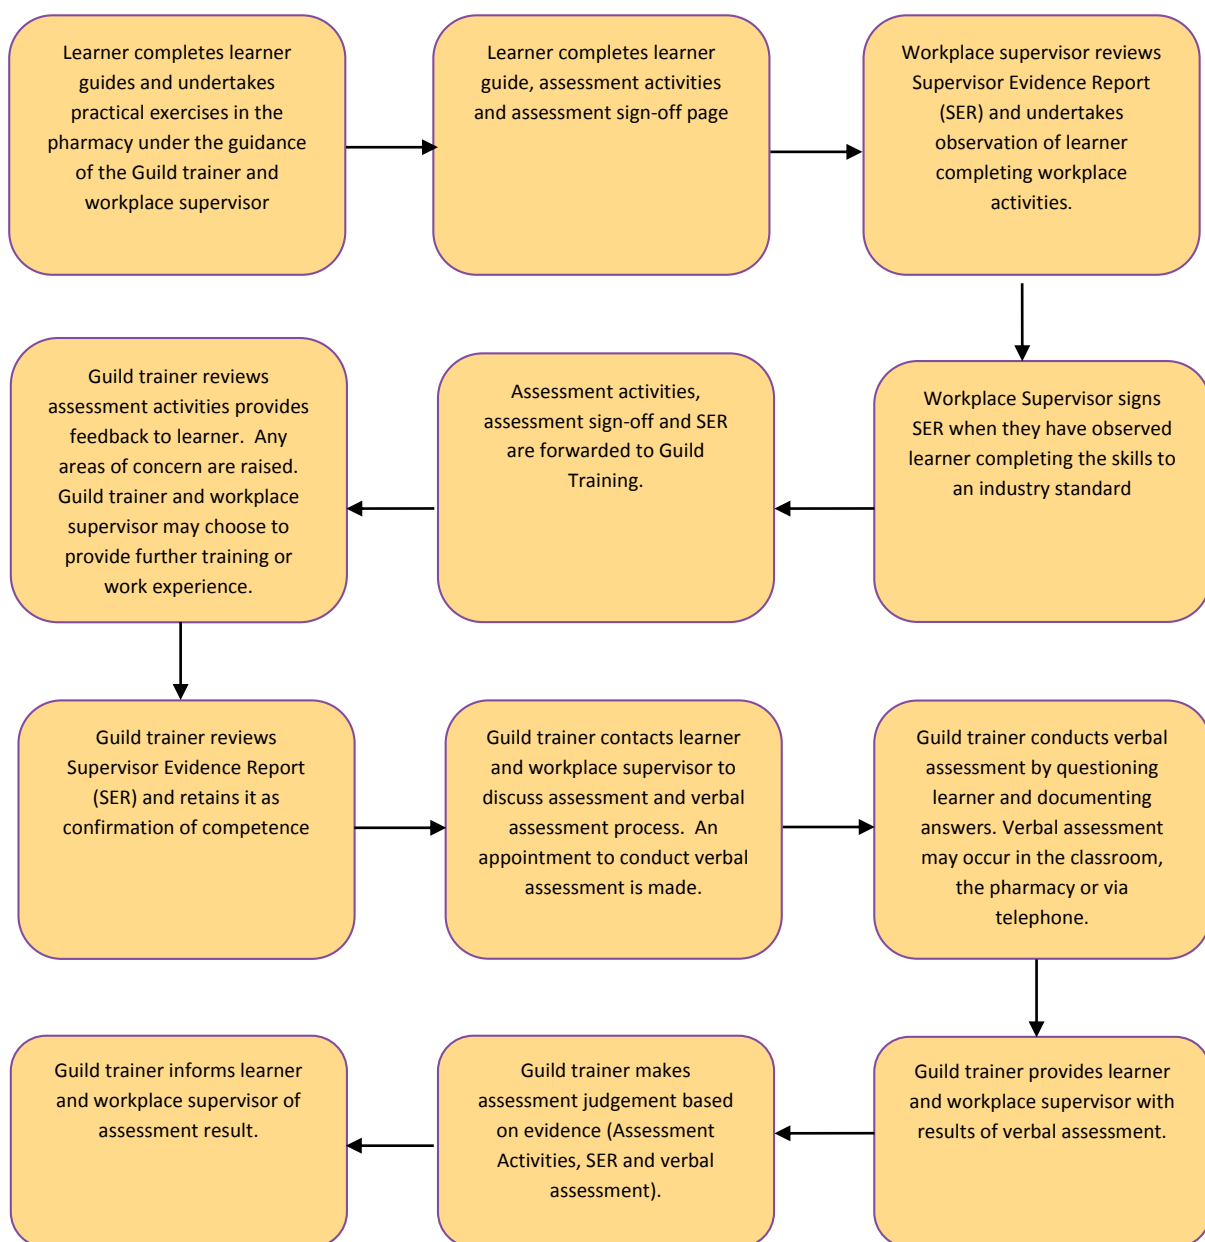 Learner completes learner
guides and undertakes
practical exercises in the
pharmacy under the guidance
of the Guild trainer and
workplace supervisor
Learner completes learner
guide, assessment activities
and assessment sign-off page
Workplace supervisor reviews
Supervisor Evidence Report
(SER) and undertakes
observation of learner
completing workplace
activities.
Workplace Supervisor signs
SER when they have observed
learner completing the skills to
an industry standard
Assessment activities,
assessment sign-off and SER
are forwarded to Guild
Training.
Guild trainer reviews
assessment activities provides
feedback to learner.  Any
areas of concern are raised.
Guild trainer and workplace
supervisor may choose to
provide further training or
work experience.
Guild trainer reviews
Supervisor Evidence Report
(SER) and retains it as
confirmation of competence
Guild trainer contacts learner
and workplace supervisor to
discuss assessment and verbal
assessment process.  An
appointment to conduct verbal
assessment is made.
Guild trainer conducts verbal
assessment by questioning
learner and documenting
answers. Verbal assessment
may occur in the classroom,
the pharmacy or via
telephone.
Guild trainer provides learner
and workplace supervisor with
results of verbal assessment.
Guild trainer makes
assessment judgement based
on evidence (Assessment
Activities, SER and verbal
assessment).
Guild trainer informs learner
and workplace supervisor of
assessment result.